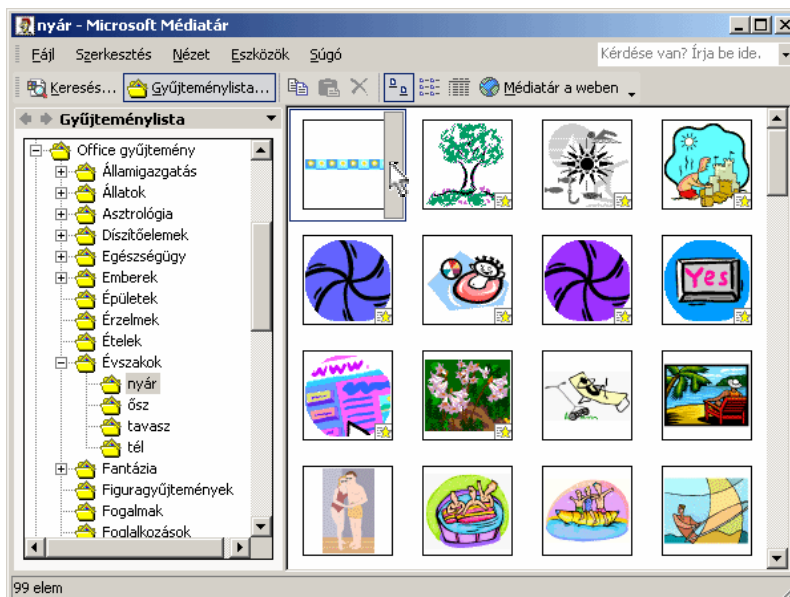 nyár - Microsoft Médiatár
Fájl Szerkesztés Nézet Eszközök Súgó Kérdése van? Írja be ide.
Keresés... Gyűjteménylista... Médiatár a weben
Gyűjteménylista
Office gyűjtemény
Államigazgatás
Állatok
Asztrológia
Díszítőelemek
Egészségügy
Emberek
Épületek
Érzelmek
Ételek
Évszakok
nyár
ősz
tavasz
tél
Fantázia
Figuragyűjtemények
Fogalmak
Foglalkozások
Yes
www.
99 elem